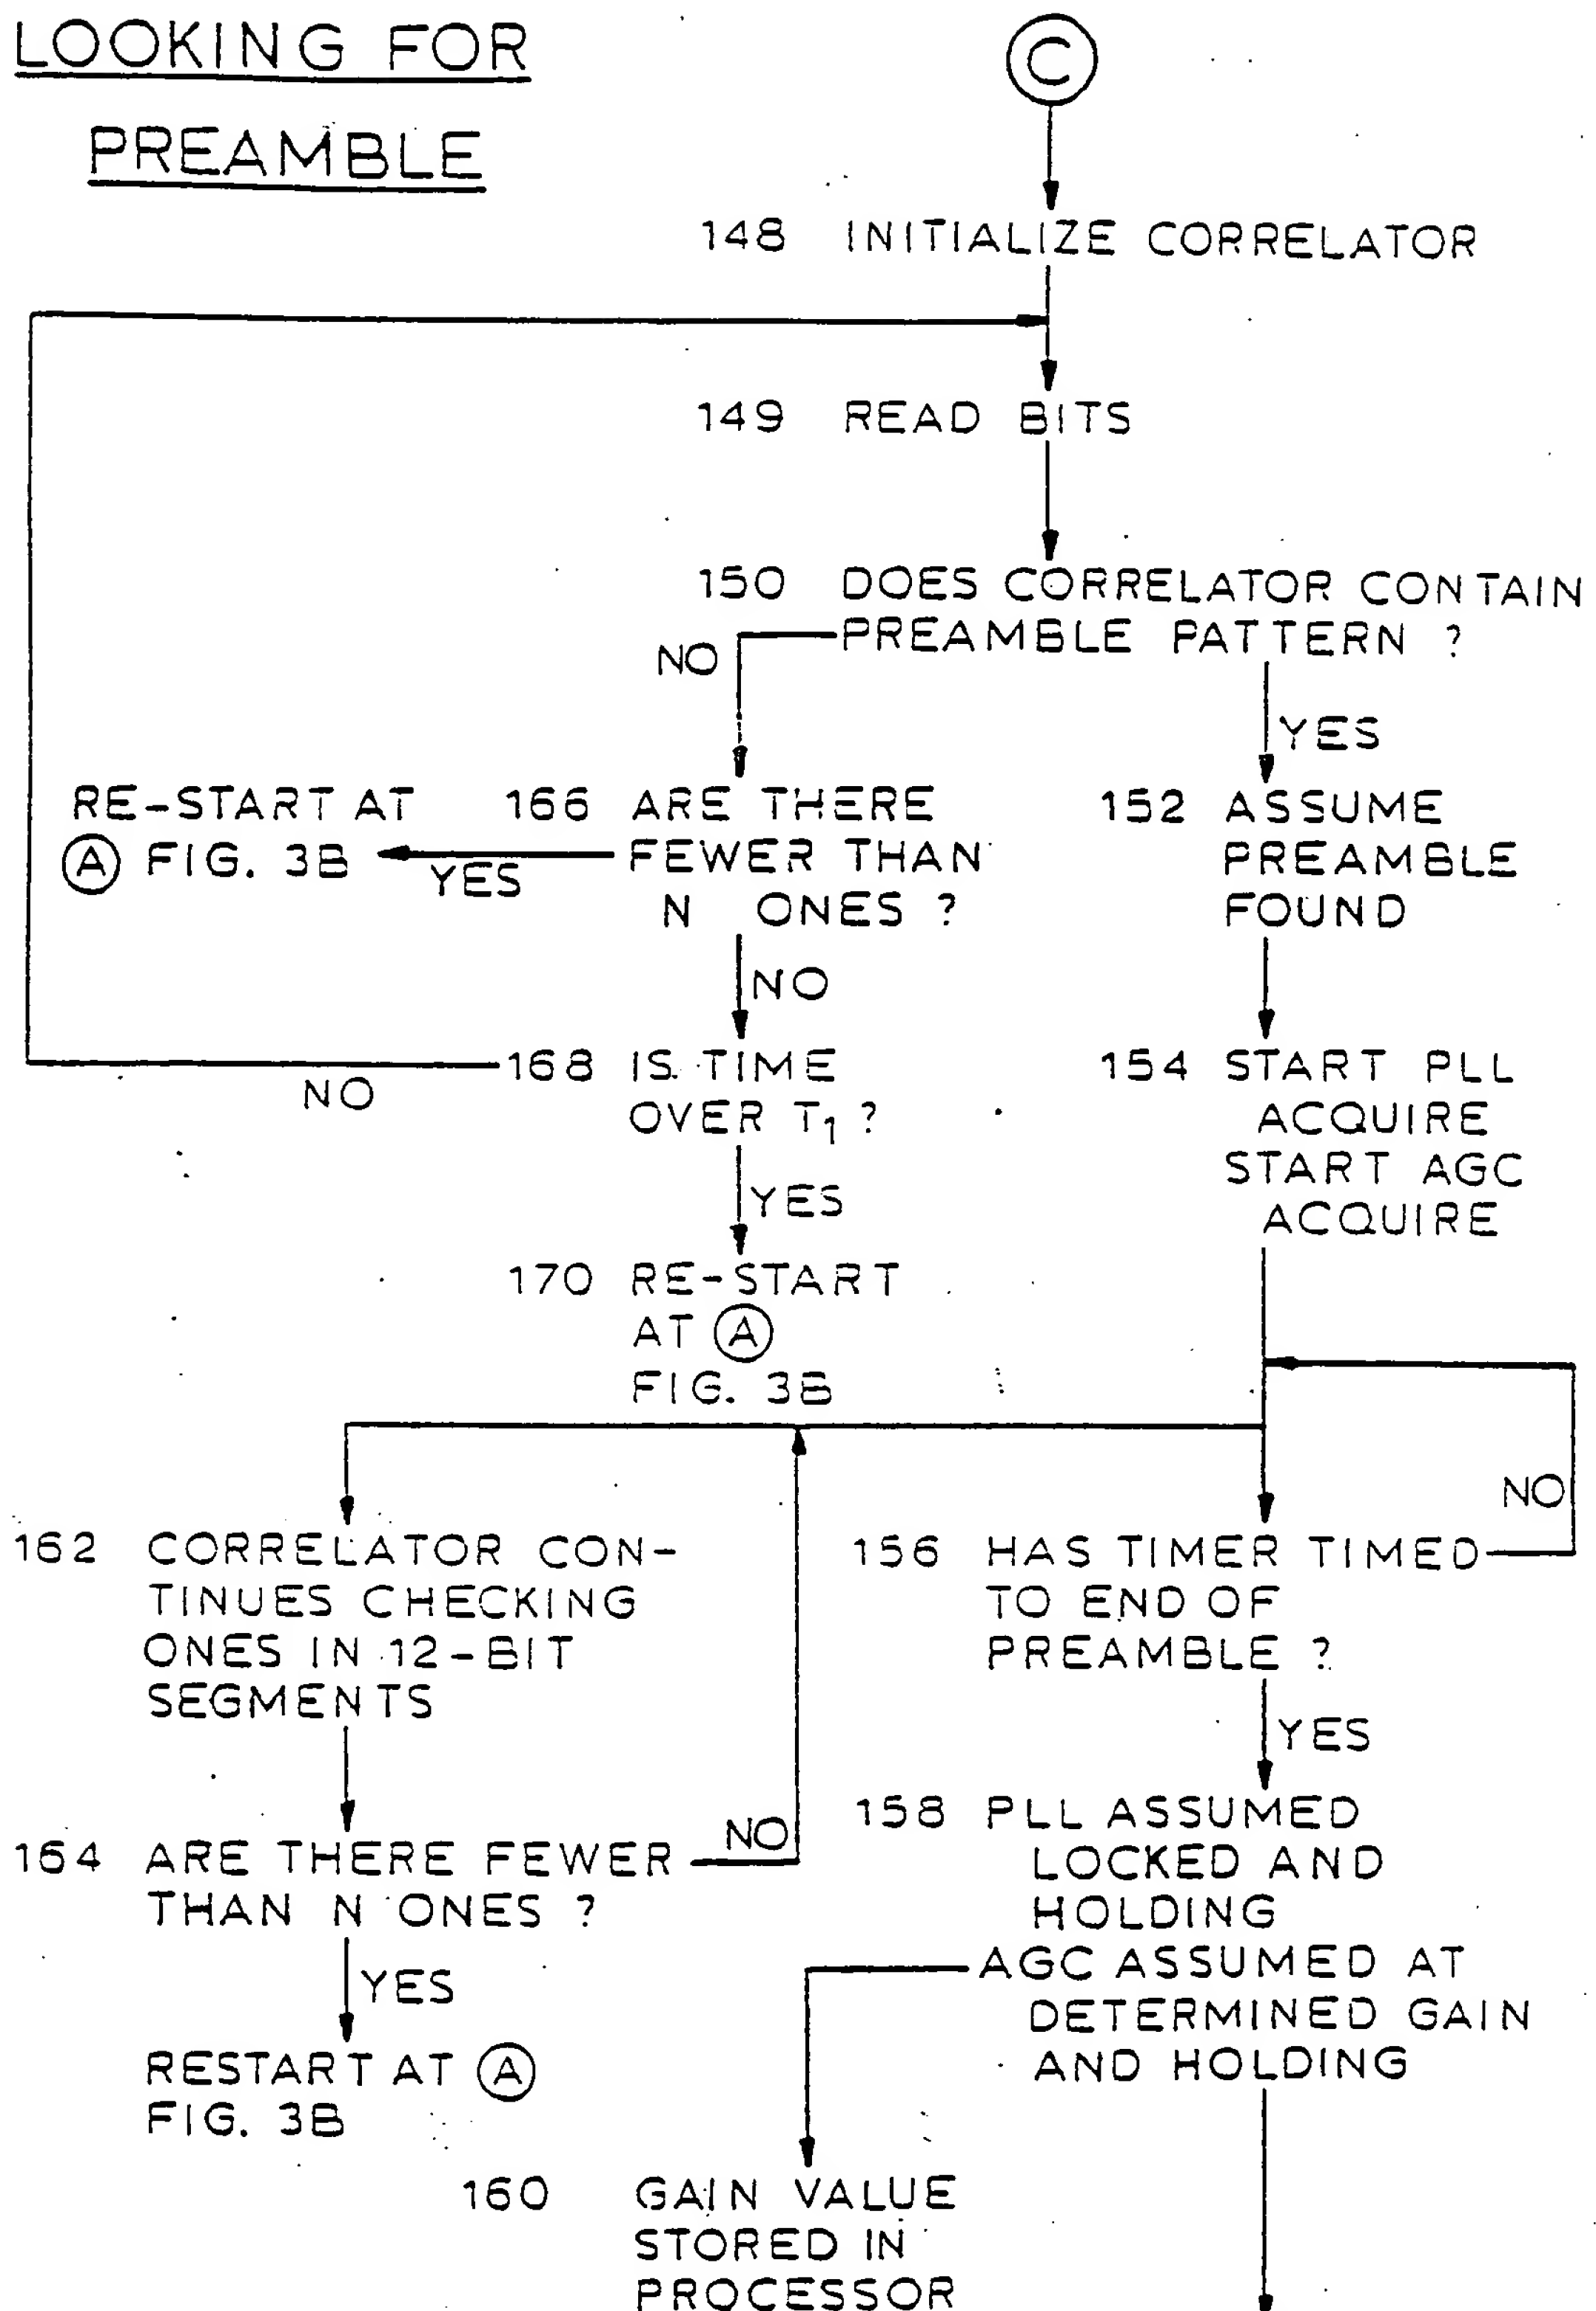 LOOKING FOR
PREAMBLE
C
148 INITIALIZE CORRELATOR
149 READ BITS
150 DOES CORRELATOR CONTAIN
PREAMBLE PATTERN ?
NO
YES
RE-START AT
A FIG. 3B
YES
166 ARE THERE
FEWER THAN
N ONES ?
152 ASSUME
PREAMBLE
FOUND
NO
168 IS TIME
OVER T1 ?
NO
154 START PLL
ACQUIRE
START AGC
ACQUIRE
YES
170 RE-START
AT A
FIG. 3B
162 CORRELATOR CON-
TINUES CHECKING
ONES IN 12-BIT
SEGMENTS
156 HAS TIMER TIMED
TO END OF
PREAMBLE ?
NO
YES
164 ARE THERE FEWER
THAN N ONES ?
NO
158 PLL ASSUMED
LOCKED AND
HOLDING
AGC ASSUMED AT
DETERMINED GAIN
AND HOLDING
YES
RESTART AT A
FIG. 3B
160 GAIN VALUE
STORED IN
PROCESSOR